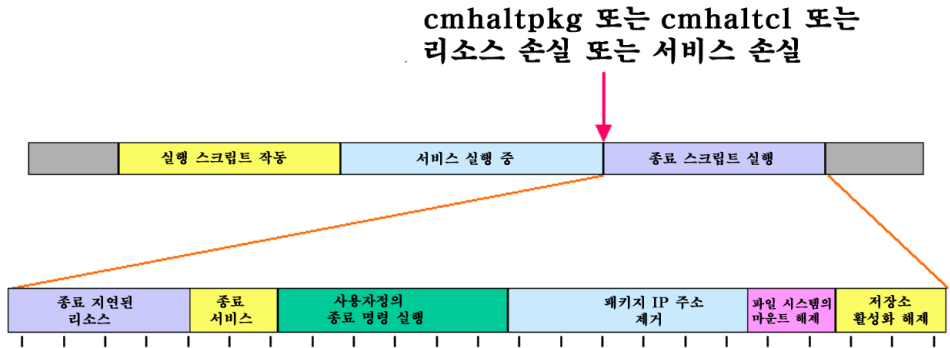 cmhaltpkg 또는 cmhaltcl 또는
리소스 손실 또는 서비스 손실
실행 스크립트 작동
서비스 실행 중
종료 스크립트 실행
종료 지연된
리소스
종료
서비스
사용자정의
종료 명령 실행
패키지 IP 주소
제거
파일 시스템의
마운트 해제
저장소
활성화 해제